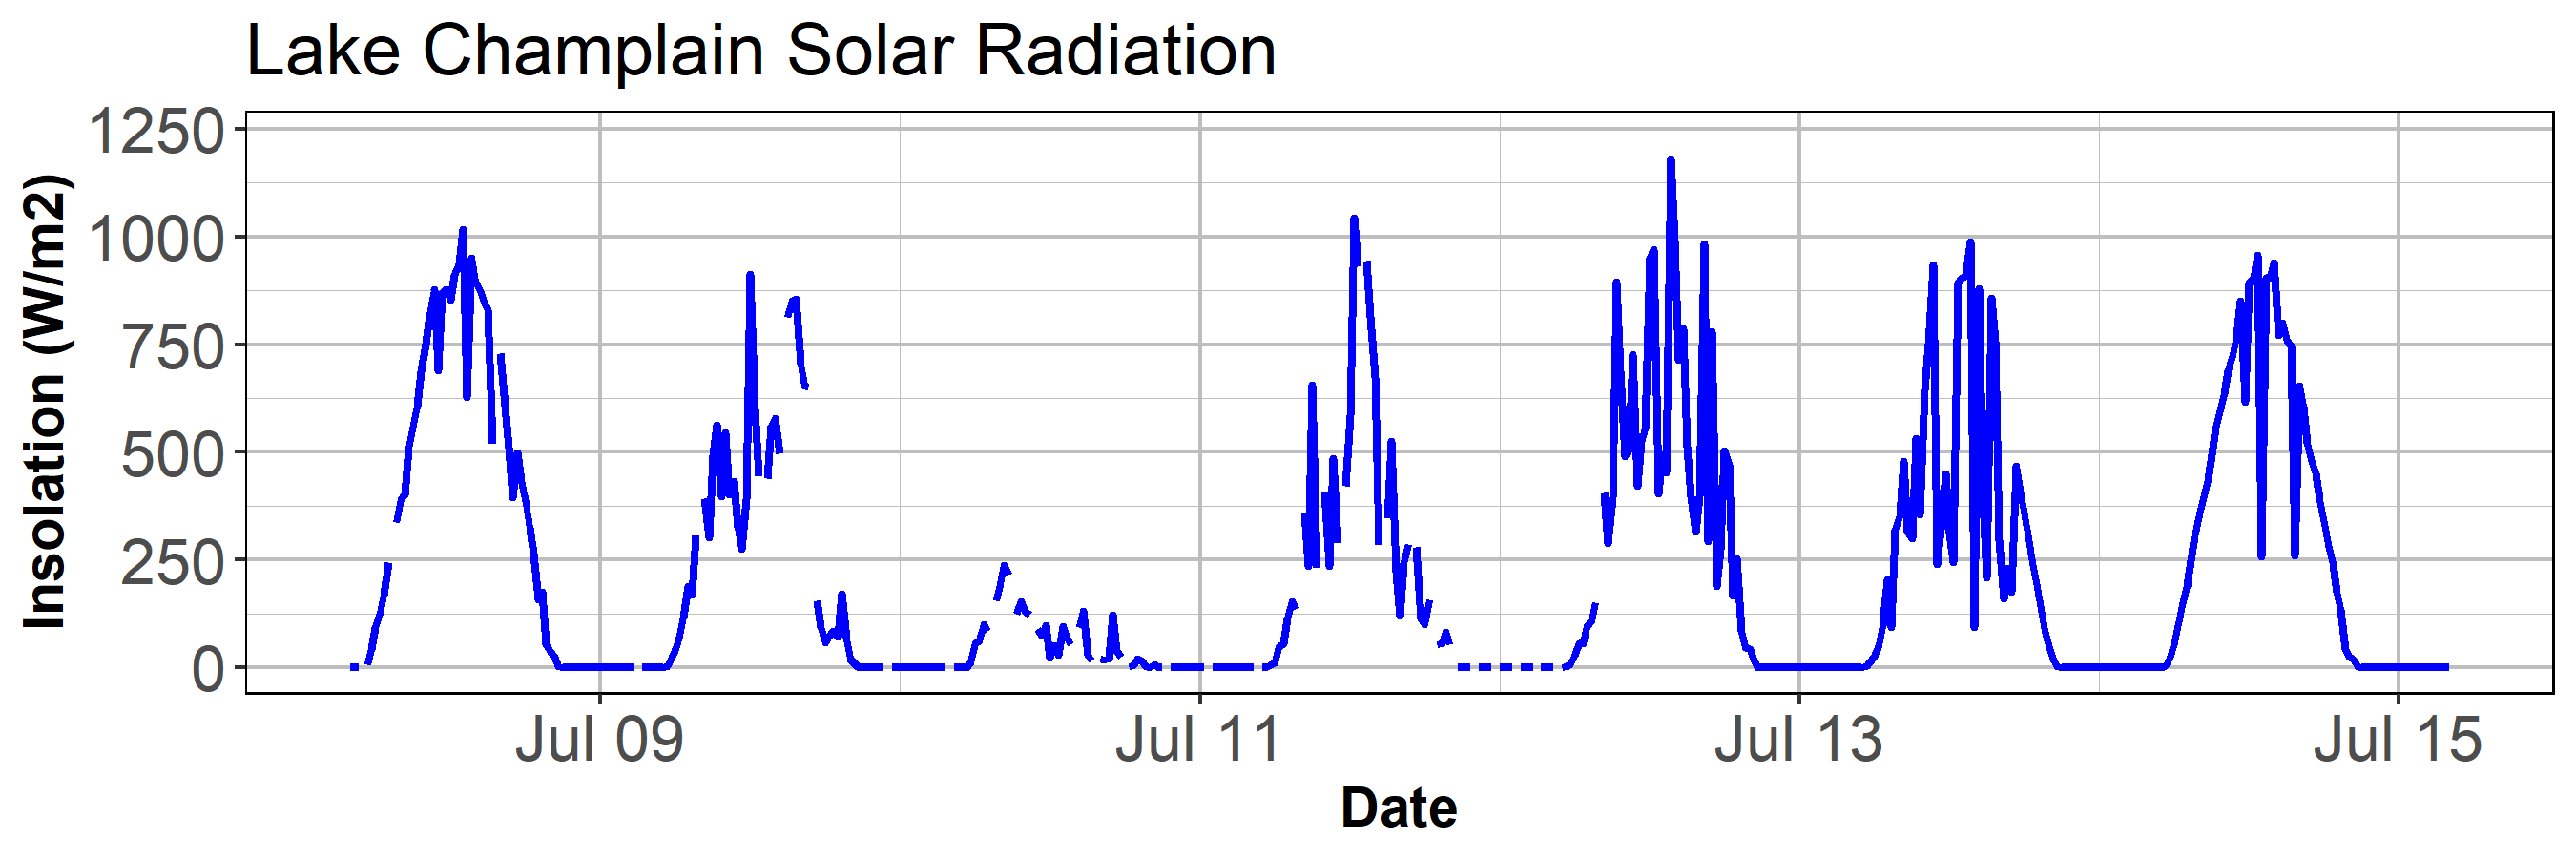 Lake Champlain Solar Radiation
1250
1000
750
500
250
0
Insolation (W/m2)
Jul 09 Jul 11 Jul 13 Jul 15
Date